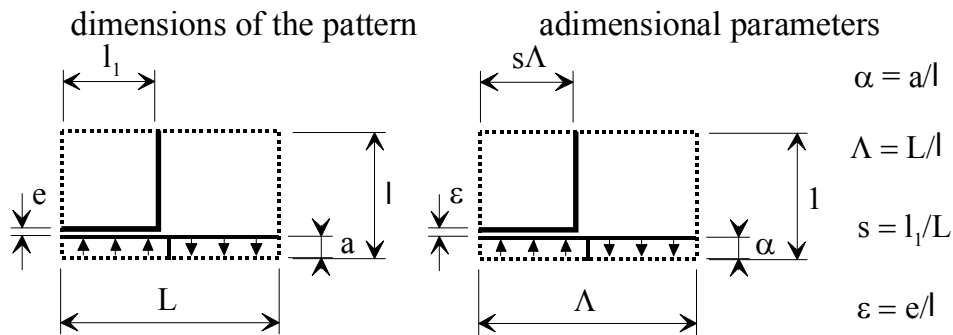 dimensions of the pattern
adimensional parameters
l₁
sΛ
α = a/l
e
l
ε
1
Λ = L/l
a
α
s = l₁/L
L
Λ
ε = e/l